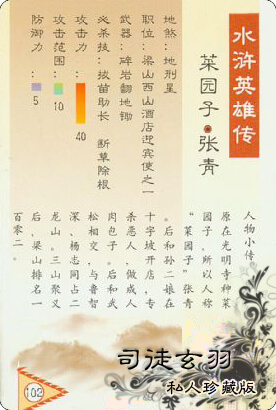 水浒英雄传
菜园子•张青
地煞：地刑星
职位：梁山西山酒店迎宾使之一
武器：碎岩翻地锄
必杀技：拔苗助长 断草除根
攻击力：40
攻击范围：10
防御力：5
人物小传：
原在光明寺种菜
园子，所以人称
“菜园子”张青
。后和孙二娘在
十字坡开店，专
杀恶人，做成人
肉包子。后和武
松相交，与鲁智
深、杨志同占二
龙山。三山聚义
后，梁山排名一
百零二。
102
司徒玄羽
私人珍藏版